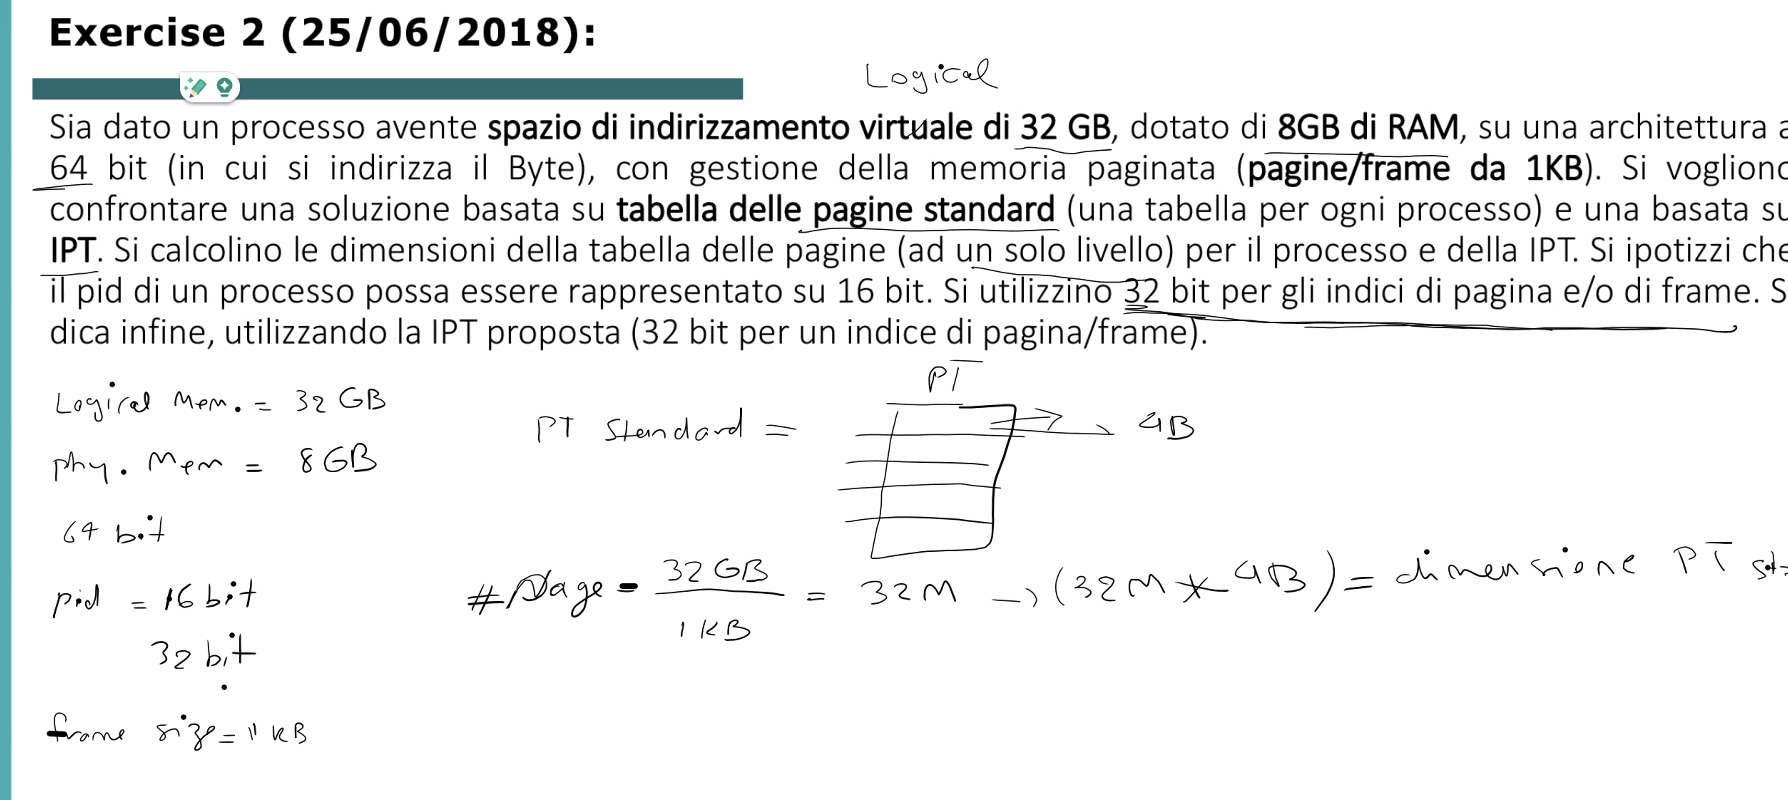 Exercise 2 (25/06/2018):
Logical
Sia dato un processo avente spazio di indirizzamento virtuale di 32 GB, dotato di 8GB di RAM, su una architettura a
64 bit (in cui si indirizza il Byte), con gestione della memoria paginata (pagine/frame da 1KB). Si vogliono
confrontare una soluzione basata su tabella delle pagine standard (una tabella per ogni processo) e una basata su
IPT. Si calcolino le dimensioni della tabella delle pagine (ad un solo livello) per il processo e della IPT. Si ipotizzi che
il pid di un processo possa essere rappresentato su 16 bit. Si utilizzino 32 bit per gli indici di pagina e/o di frame. S
dica infine, utilizzando la IPT proposta (32 bit per un indice di pagina/frame).
PT
Logical Mem. = 32 GB
PT Standard = 4B
phy. Mem = 8 GB
64 bit
#Page = 32 GB / 1 KB = 32M → (32M * 4B) = dimensione PT st
pid = 16 bit
32 bit
frame size = 1 KB